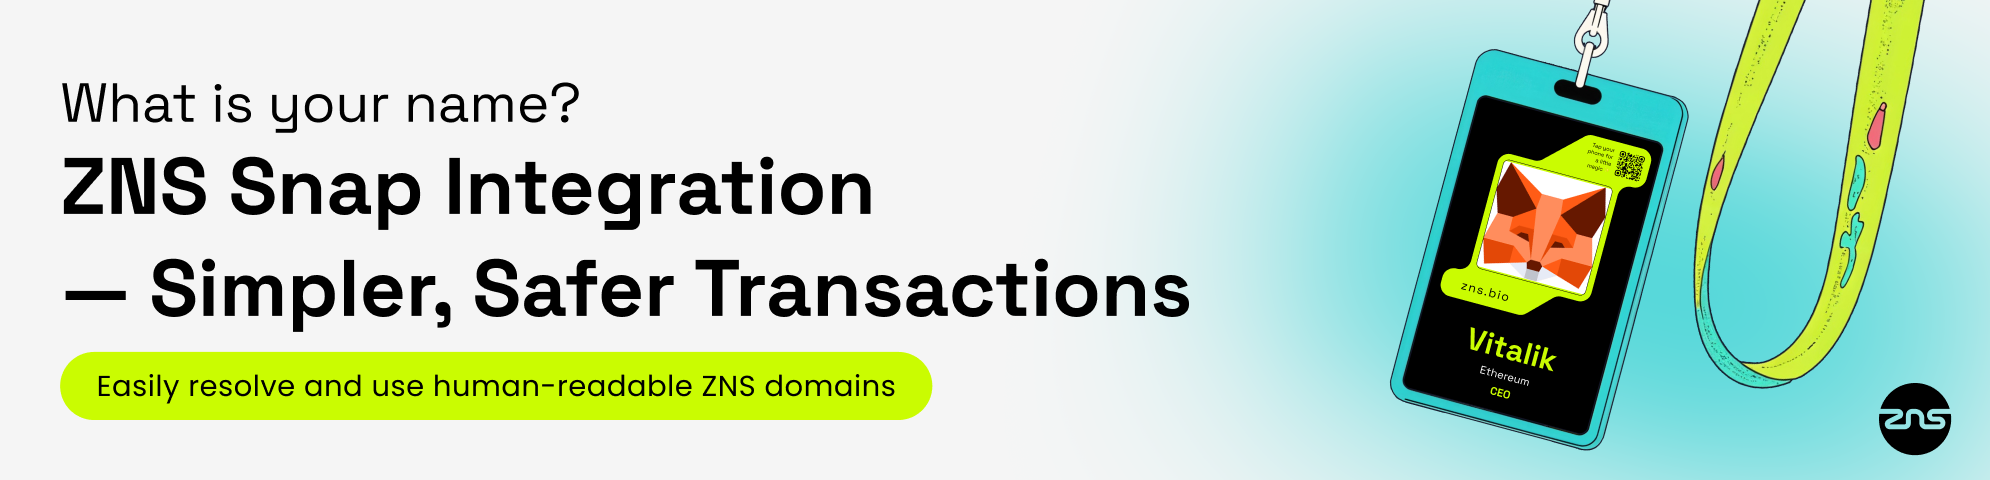 What is your name?
ZNS Snap Integration
— Simpler, Safer Transactions
Easily resolve and use human-readable ZNS domains
Tap your
phone for
a little
magic
zns.bio
Vitalik
Ethereum
CEO
zns